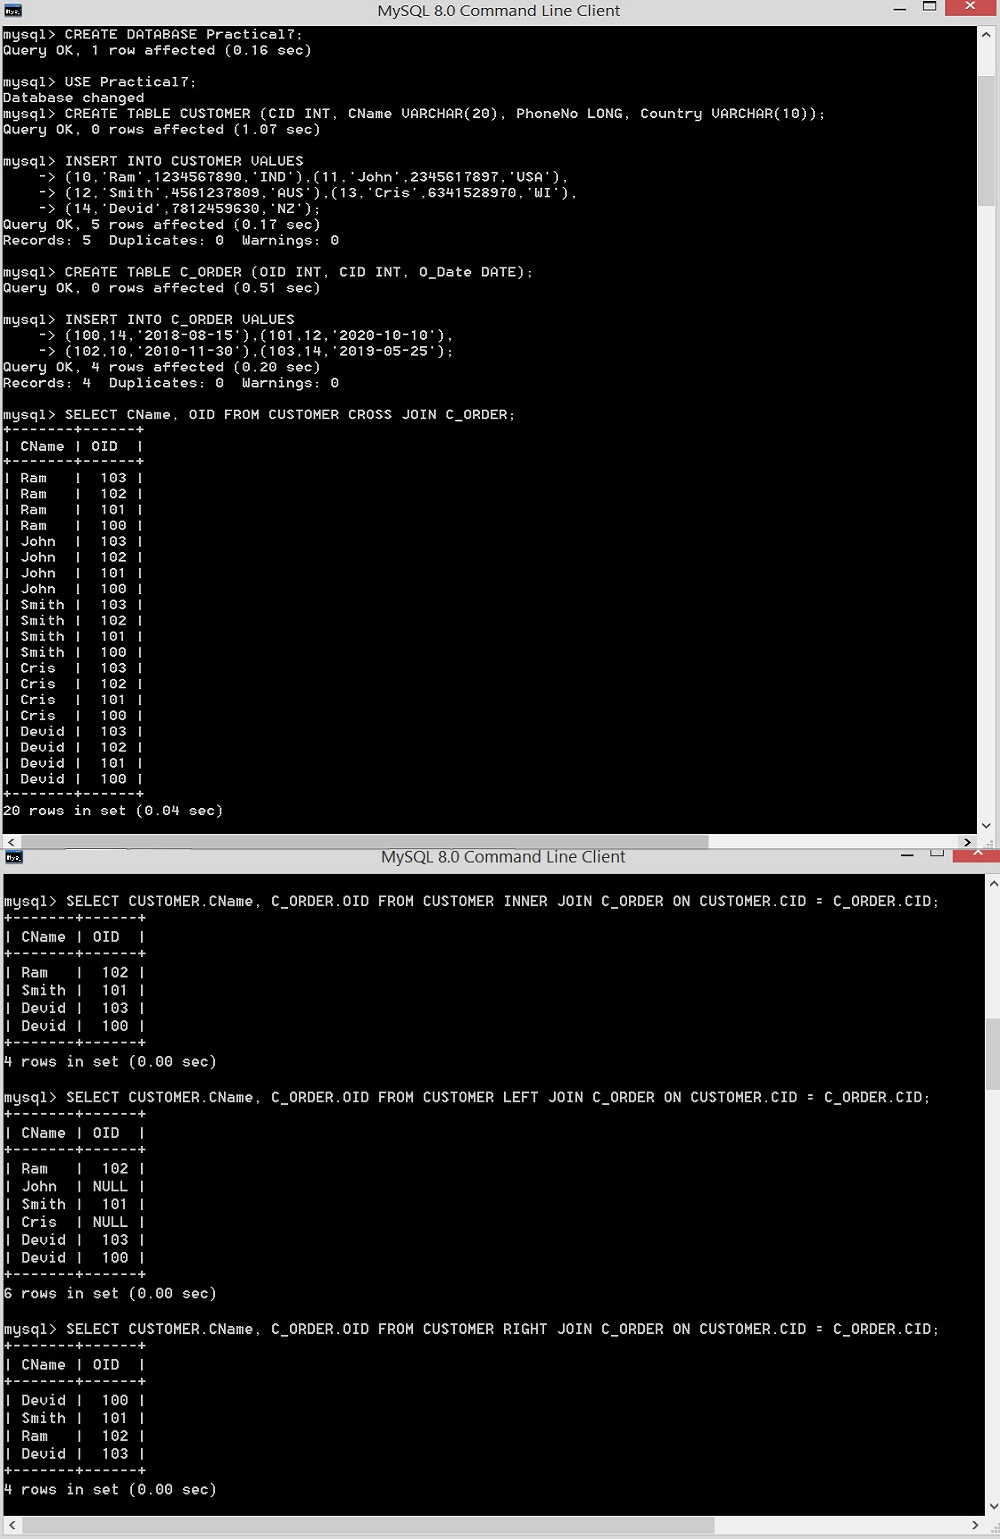 MySQL 8.0 Command Line Client
mysql> CREATE DATABASE Practical7;
Query OK, 1 row affected (0.16 sec)
mysql> USE Practical7;
Database changed
mysql> CREATE TABLE CUSTOMER (CID INT, CName VARCHAR(20), PhoneNo LONG, Country VARCHAR(10));
Query OK, 0 rows affected (1.07 sec)
mysql> INSERT INTO CUSTOMER VALUES
-> (10,'Ram',1234567890,'IND'),(11,'John',2345617897,'USA'),
-> (12,'Smith',4561237809,'AUS'),(13,'Cris',6341528970,'WI'),
-> (14,'Devid',7812459630,'NZ');
Query OK, 5 rows affected (0.17 sec)
Records: 5  Duplicates: 0  Warnings: 0
mysql> CREATE TABLE C_ORDER (OID INT, CID INT, O_Date DATE);
Query OK, 0 rows affected (0.51 sec)
mysql> INSERT INTO C_ORDER VALUES
-> (100,14,'2018-08-15'),(101,12,'2020-10-10'),
-> (102,10,'2010-11-30'),(103,14,'2019-05-25');
Query OK, 4 rows affected (0.20 sec)
Records: 4  Duplicates: 0  Warnings: 0
mysql> SELECT CName, OID FROM CUSTOMER CROSS JOIN C_ORDER;
+-------+------+
| CName | OID  |
+-------+------+
| Ram   |  103 |
| Ram   |  102 |
| Ram   |  101 |
| Ram   |  100 |
| John  |  103 |
| John  |  102 |
| John  |  101 |
| John  |  100 |
| Smith |  103 |
| Smith |  102 |
| Smith |  101 |
| Smith |  100 |
| Cris  |  103 |
| Cris  |  102 |
| Cris  |  101 |
| Cris  |  100 |
| Devid |  103 |
| Devid |  102 |
| Devid |  101 |
| Devid |  100 |
+-------+------+
20 rows in set (0.04 sec)
MySQL 8.0 Command Line Client
mysql> SELECT CUSTOMER.CName, C_ORDER.OID FROM CUSTOMER INNER JOIN C_ORDER ON CUSTOMER.CID = C_ORDER.CID;
+-------+------+
| CName | OID  |
+-------+------+
| Ram   |  102 |
| Smith |  101 |
| Devid |  103 |
| Devid |  100 |
+-------+------+
4 rows in set (0.00 sec)
mysql> SELECT CUSTOMER.CName, C_ORDER.OID FROM CUSTOMER LEFT JOIN C_ORDER ON CUSTOMER.CID = C_ORDER.CID;
+-------+------+
| CName | OID  |
+-------+------+
| Ram   |  102 |
| John  | NULL |
| Smith |  101 |
| Cris  | NULL |
| Devid |  103 |
| Devid |  100 |
+-------+------+
6 rows in set (0.00 sec)
mysql> SELECT CUSTOMER.CName, C_ORDER.OID FROM CUSTOMER RIGHT JOIN C_ORDER ON CUSTOMER.CID = C_ORDER.CID;
+-------+------+
| CName | OID  |
+-------+------+
| Devid |  100 |
| Smith |  101 |
| Ram   |  102 |
| Devid |  103 |
+-------+------+
4 rows in set (0.00 sec)